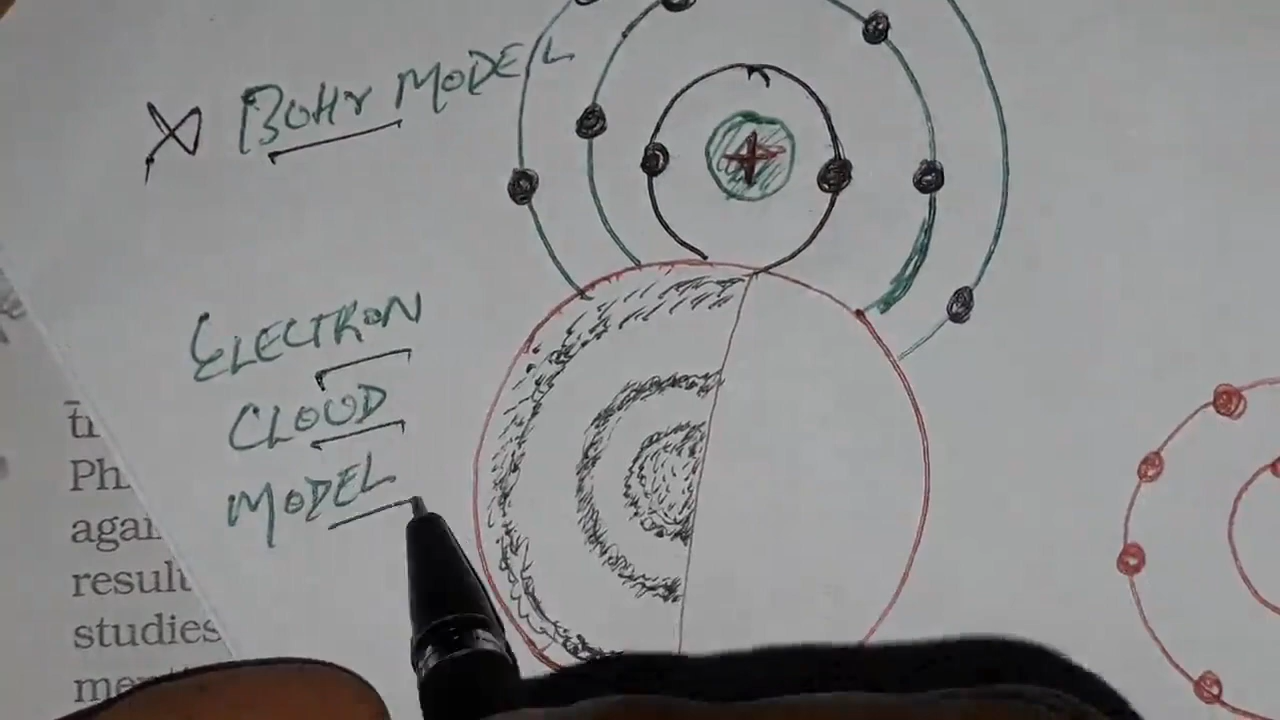 X BOHr MODEL
ELECTRON
CLOUD
MODEL
+
Ph
agai
result
studies